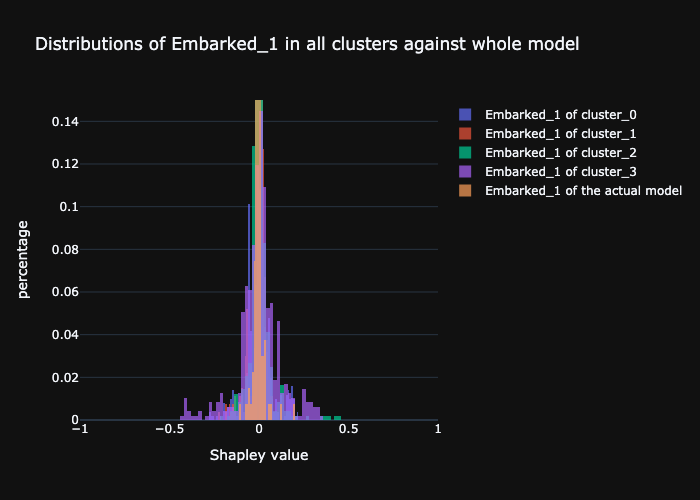 Distributions of Embarked_1 in all clusters against whole model
percentage
0.14
0.12
0.1
0.08
0.06
0.04
0.02
0
−1
−0.5
0
0.5
1
Shapley value
Embarked_1 of cluster_0
Embarked_1 of cluster_1
Embarked_1 of cluster_2
Embarked_1 of cluster_3
Embarked_1 of the actual model